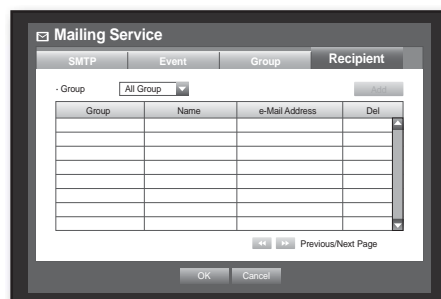 Mailing Service
SMTP Event Group Recipient
- Group All Group Add
Group Name e-Mail Address Del
Previous/Next Page
OK Cancel